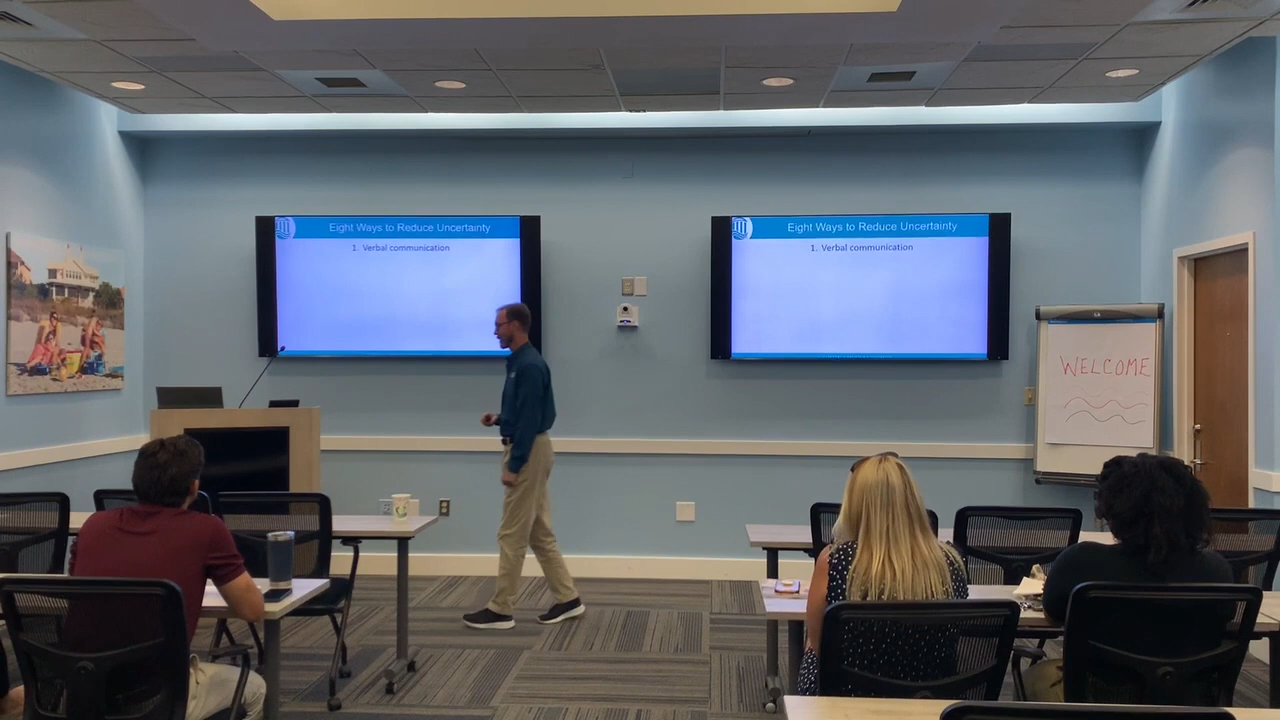 Eight Ways to Reduce Uncertainty
1. Verbal communication
Eight Ways to Reduce Uncertainty
1. Verbal communication
WELCOME